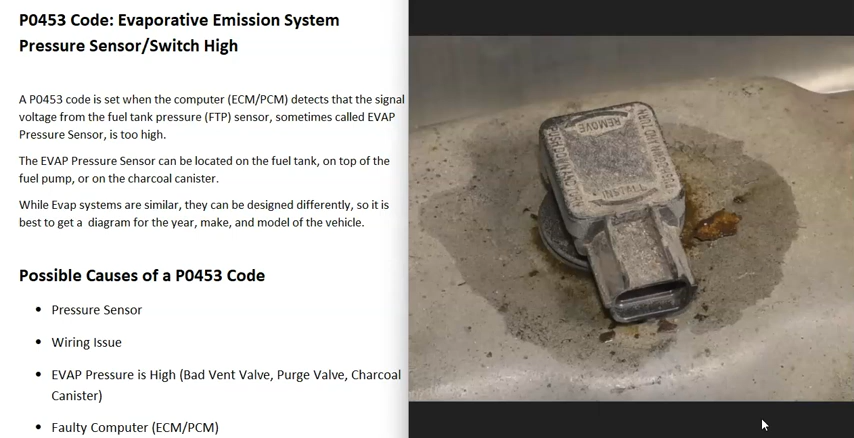 P0453 Code: Evaporative Emission System
Pressure Sensor/Switch High
A P0453 code is set when the computer (ECM/PCM) detects that the signal
voltage from the fuel tank pressure (FTP) sensor, sometimes called EVAP
Pressure Sensor, is too high.
The EVAP Pressure Sensor can be located on the fuel tank, on top of the
fuel pump, or on the charcoal canister.
While Evap systems are similar, they can be designed differently, so it is
best to get a diagram for the year, make, and model of the vehicle.
Possible Causes of a P0453 Code
• Pressure Sensor
• Wiring Issue
• EVAP Pressure is High (Bad Vent Valve, Purge Valve, Charcoal
Canister)
• Faulty Computer (ECM/PCM)
REMOVE
INSTALL